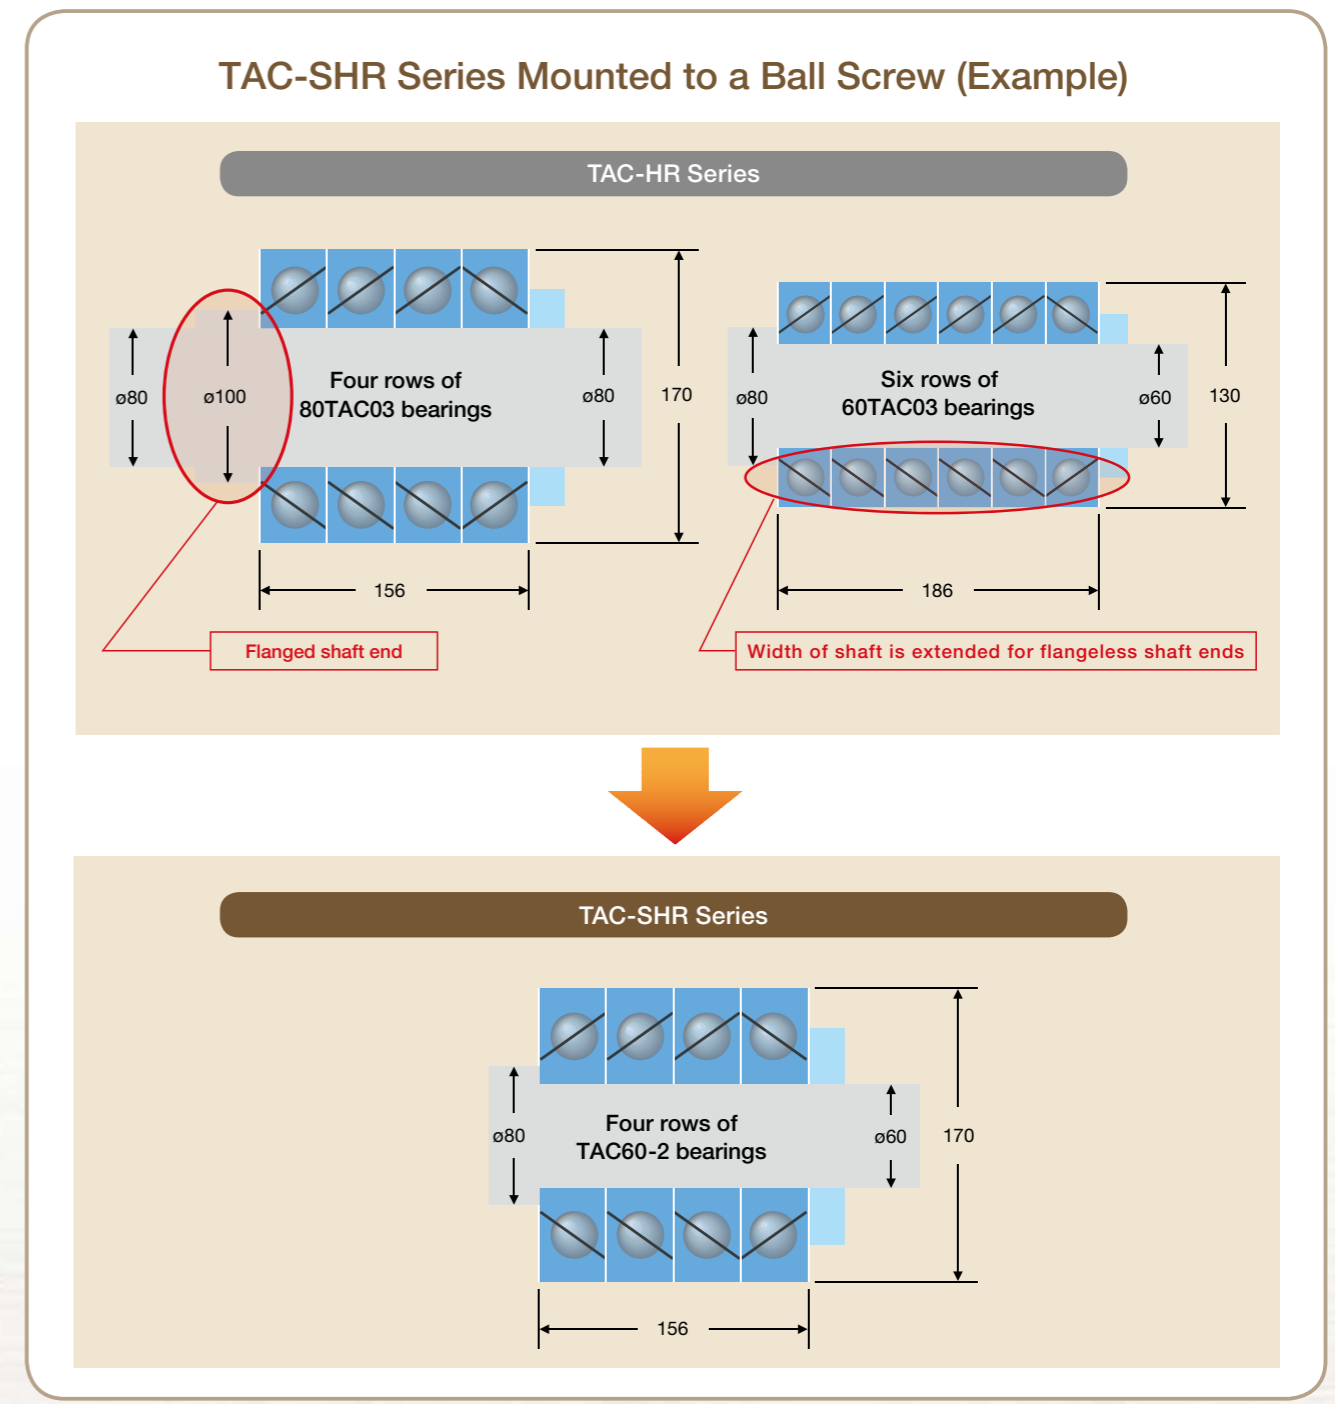 TAC-SHR Series Mounted to a Ball Screw (Example)
TAC-HR Series
ø80
ø100
Four rows of
80TAC03 bearings
ø80
170
156
Flanged shaft end
ø80
Six rows of
60TAC03 bearings
ø60
130
186
Width of shaft is extended for flangeless shaft ends
TAC-SHR Series
ø80
Four rows of
TAC60-2 bearings
ø60
170
156